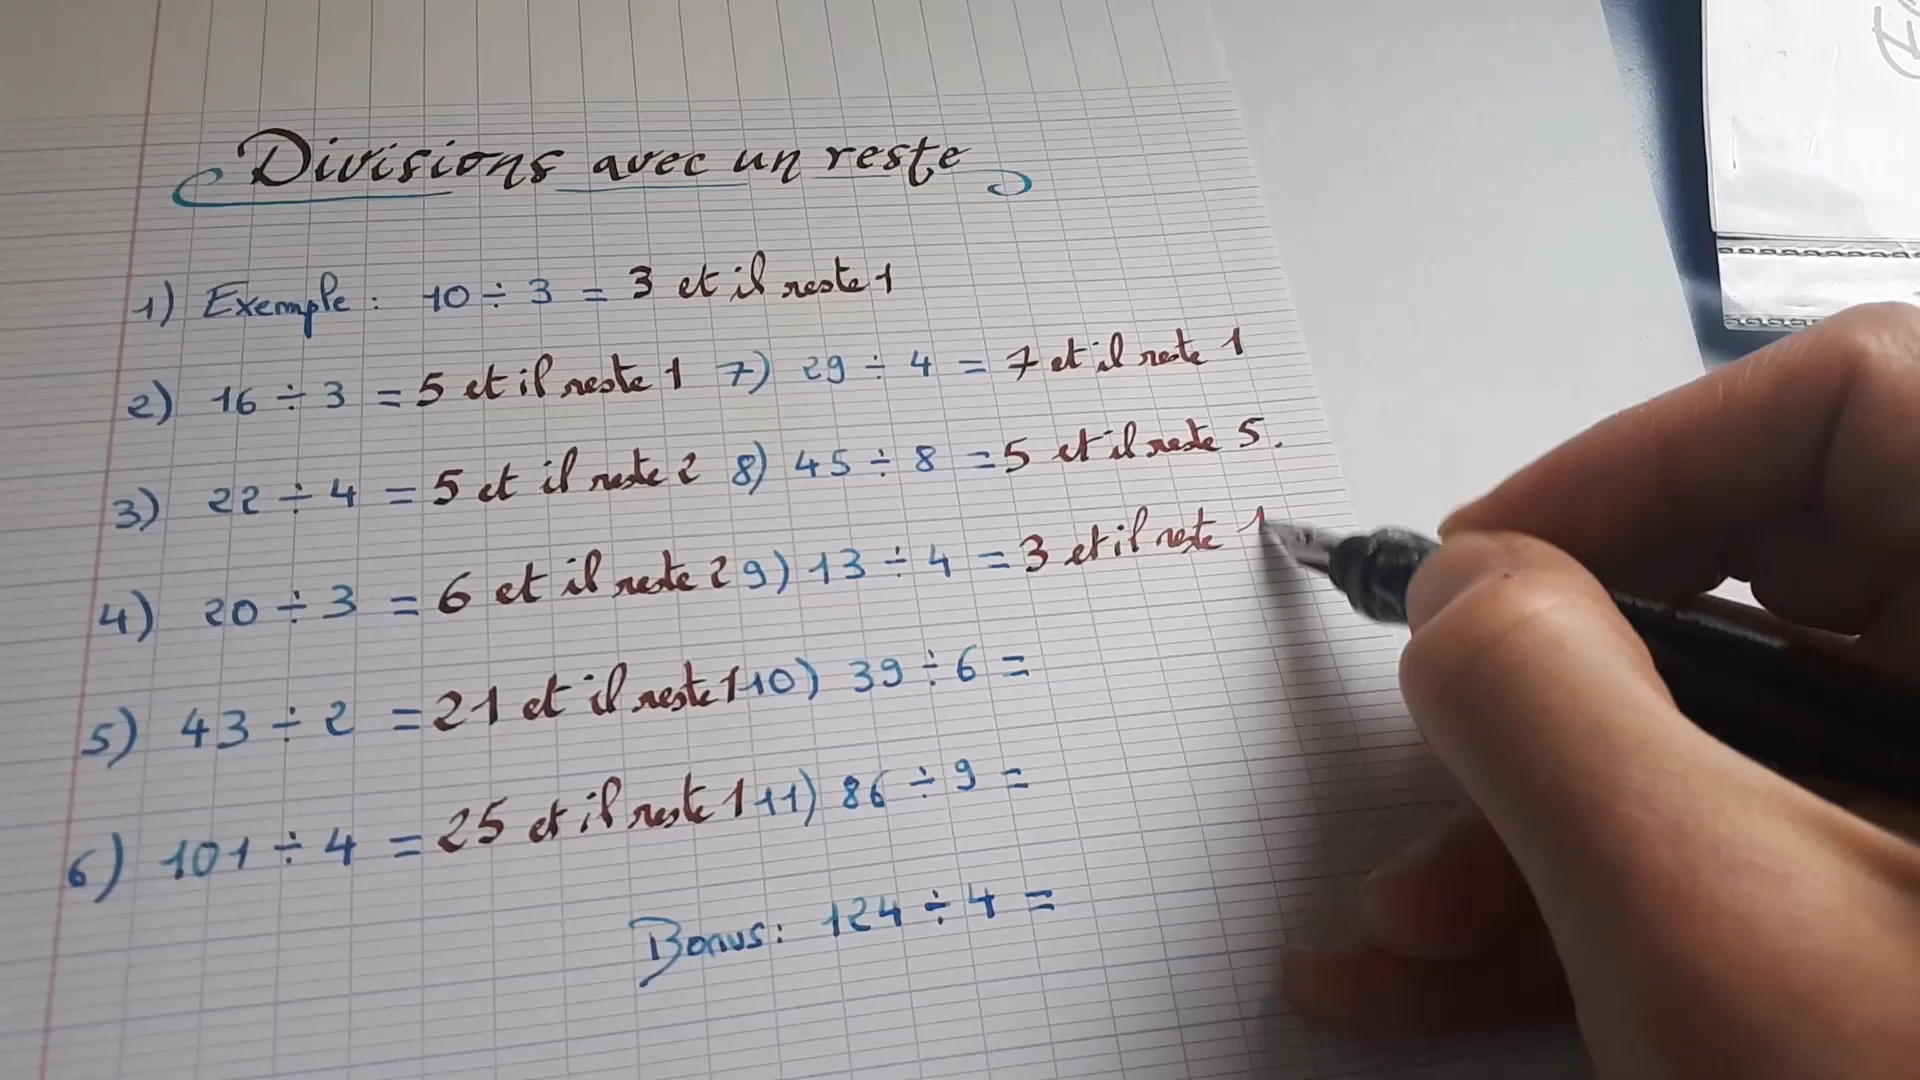 Divisions avec un reste
1) Exemple : 10 ÷ 3 = 3 et il reste 1
2) 16 ÷ 3 = 5 et il reste 1 7) 29 ÷ 4 = 7 et il reste 1
3) 22 ÷ 4 = 5 et il reste 2 8) 45 ÷ 8 = 5 et il reste 5.
4) 20 ÷ 3 = 6 et il reste 2 9) 13 ÷ 4 = 3 et il reste 1
5) 43 ÷ 2 = 21 et il reste 1 10) 39 ÷ 6 =
6) 101 ÷ 4 = 25 et il reste 1 11) 86 ÷ 9 =
Bonus : 124 ÷ 4 =